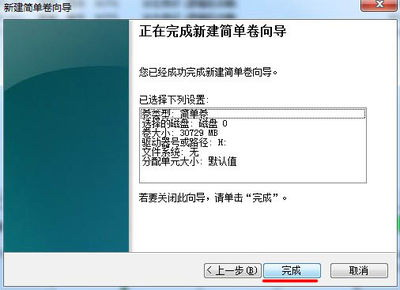 新建简单卷向导
正在完成新建简单卷向导
您已经成功完成新建简单卷向导。
已选择下列设置:
卷类型: 简单卷
选择的磁盘: 磁盘 0
卷大小: 30729 MB
驱动器号或路径: H:
文件系统: 无
分配单元大小: 默认值
若要关闭此向导，请单击“完成”。
<上一步(B)
完成
取消